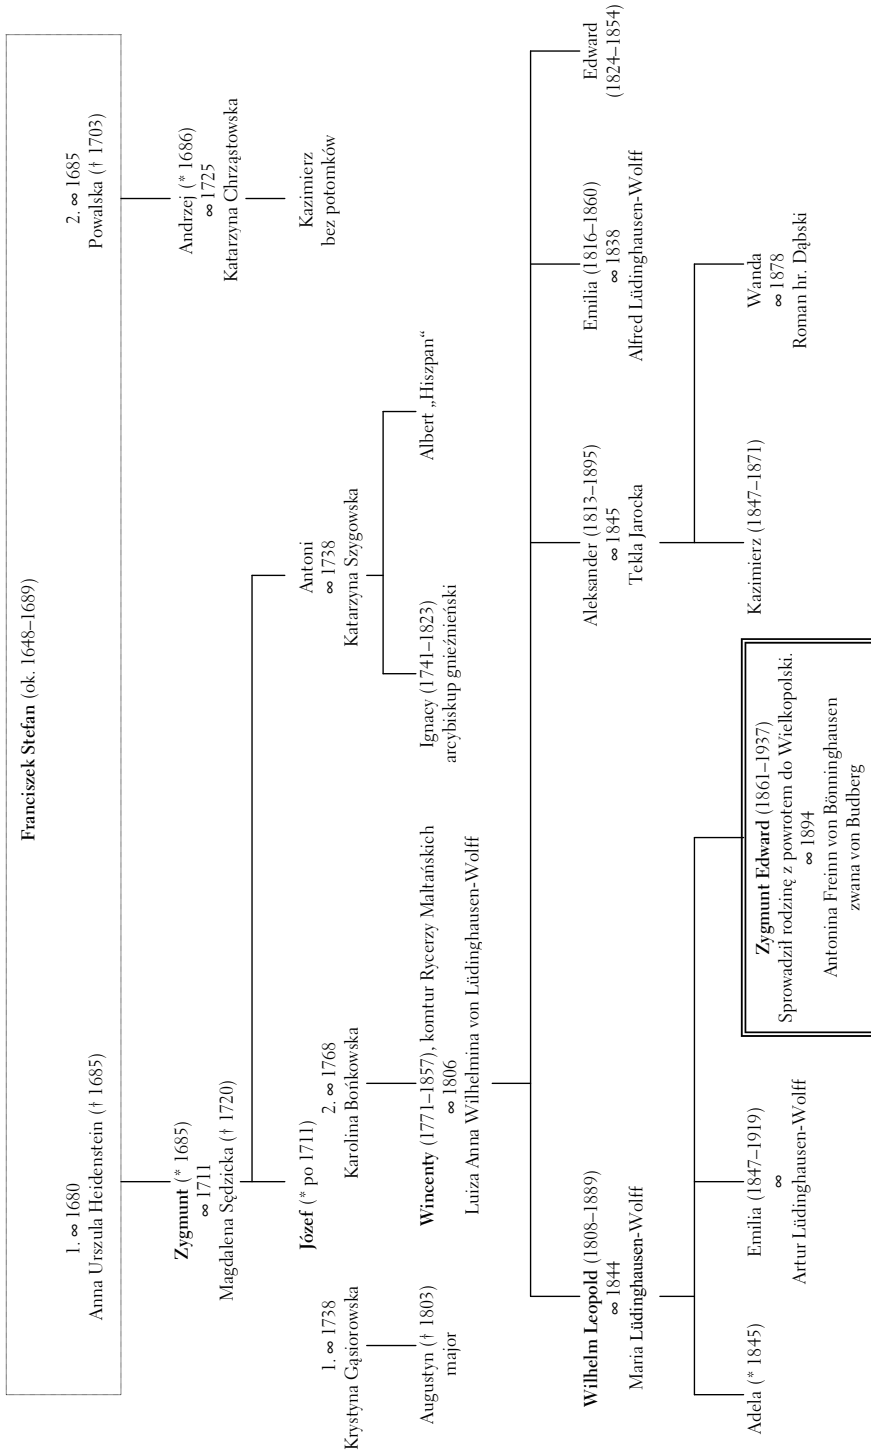 Franciszek Stefan (ok. 1648–1689)
1. ∞ 1680
Anna Urszula Heidenstein († 1685)
2. ∞ 1685
Powalska († 1703)
Zygmunt (* 1685)
∞ 1711
Magdalena Sędzicka († 1720)
Andrzej (* 1686)
∞ 1725
Katarzyna Chrząstowska
Józef (* po 1711)
Antoni
∞ 1738
Katarzyna Szygowska
Kazimierz
bez potomków
1. ∞ 1738
Krystyna Gąsiorowska
2. ∞ 1768
Karolina Bońkowska
Augustyn († 1803)
major
Wincenty (1771–1857), komtur Rycerzy Maltańskich
∞ 1806
Luiza Anna Wilhelmina von Lüdinghausen-Wolff
Ignacy (1741–1823)
arcybiskup gnieźnieński
Albert „Hiszpan“
Wilhelm Leopold (1808–1889)
∞ 1844
Maria Lüdinghausen-Wolff
Aleksander (1813–1895)
∞ 1845
Tekla Jarocka
Emilia (1816–1860)
∞ 1838
Alfred Lüdinghausen-Wolff
Edward
(1824–1854)
Adela (* 1845)
Emilia (1847–1919)
∞
Artur Lüdinghausen-Wolff
Zygmunt Edward (1861–1937)
Sprowadził rodzinę z powrotem do Wielkopolski.
∞ 1894
Antonina Freinn von Bönninghausen
zwana von Budberg
Kazimierz (1847–1871)
Wanda
∞ 1878
Roman hr. Dąbski